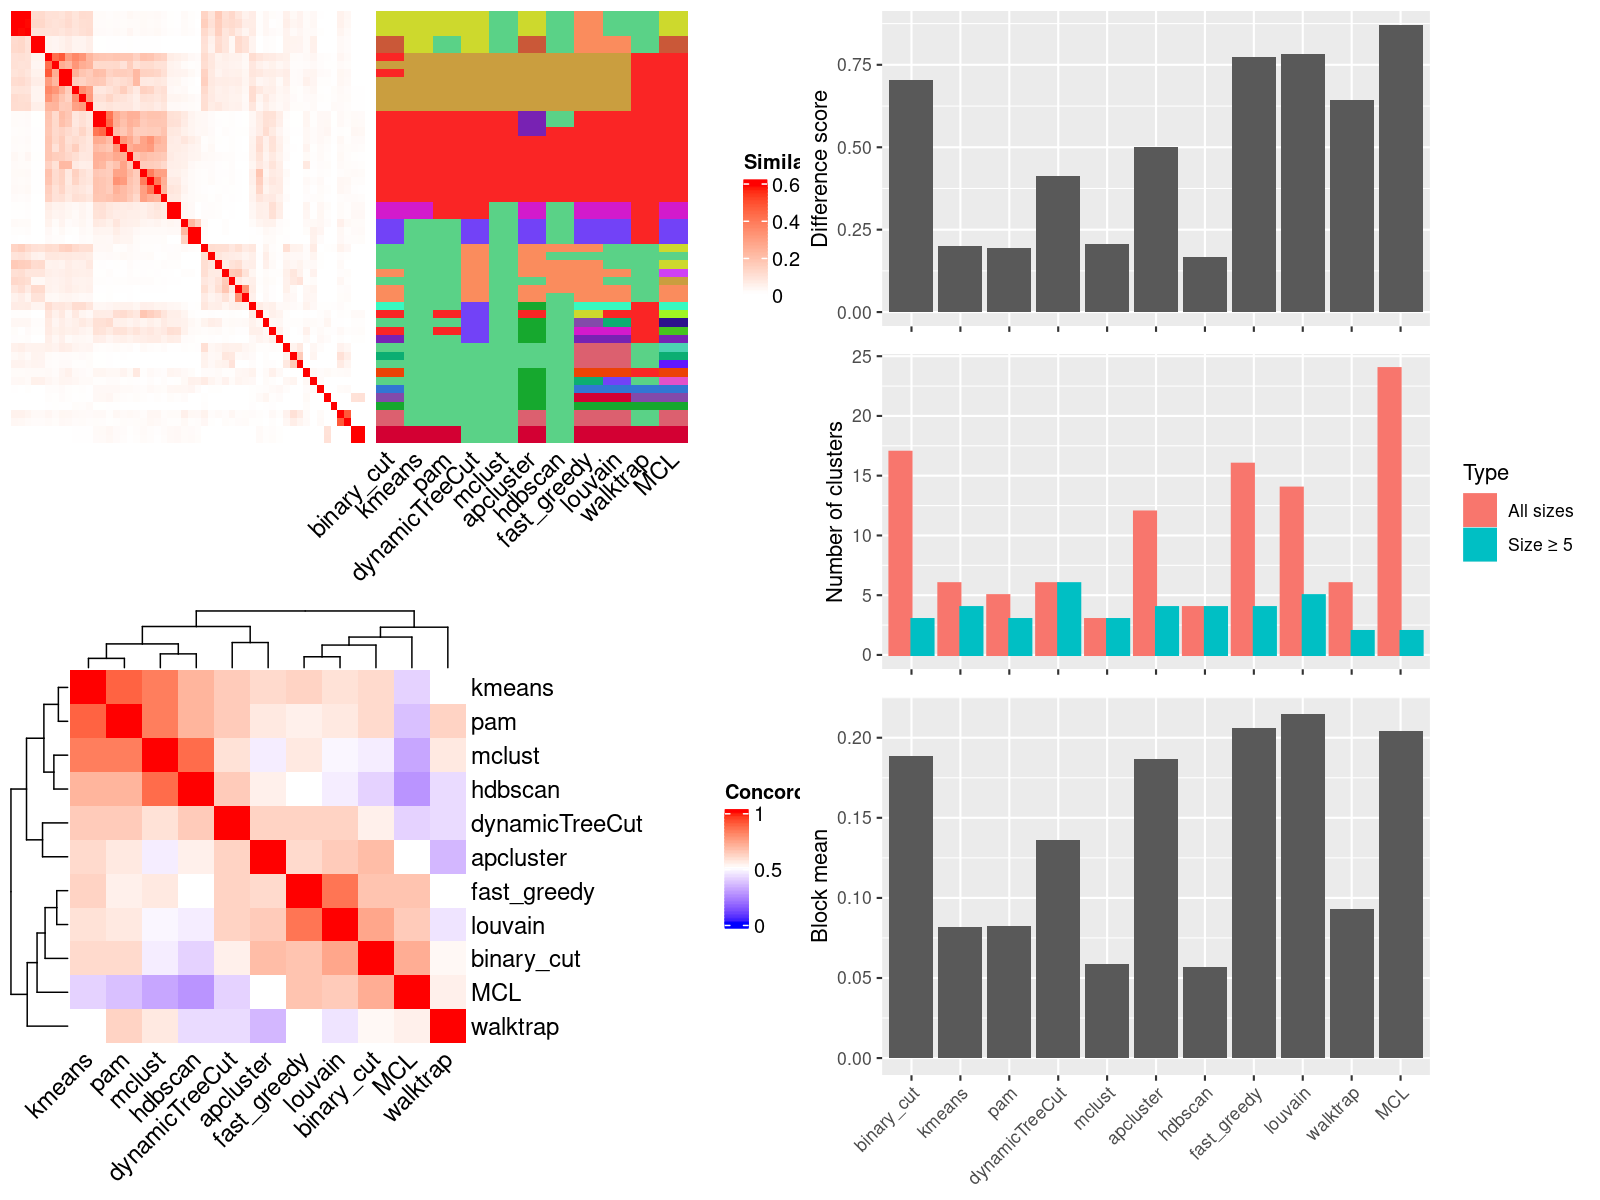 Simila
0.6
0.4
0.2
0
binary_cut
kmeans
pam
dynamicTreeCut
mclust
apcluster
hdbscan
fast_greedy
louvain
walktrap
MCL
Difference score
0.75
0.50
0.25
0.00
Number of clusters
25
20
15
10
5
0
Type
All sizes
Size ≥ 5
kmeans
pam
mclust
hdbscan
dynamicTreeCut
apcluster
fast_greedy
louvain
binary_cut
MCL
walktrap
kmeans
pam
mclust
hdbscan
dynamicTreeCut
apcluster
fast_greedy
louvain
binary_cut
MCL
walktrap
Concord
1
0.5
0
Block mean
0.20
0.15
0.10
0.05
0.00
binary_cut
kmeans
pam
dynamicTreeCut
mclust
apcluster
hdbscan
fast_greedy
louvain
walktrap
MCL